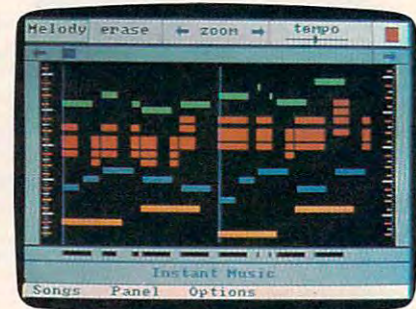 Melody erase ← zoom → tempo
Instant Music
Songs Panel Options